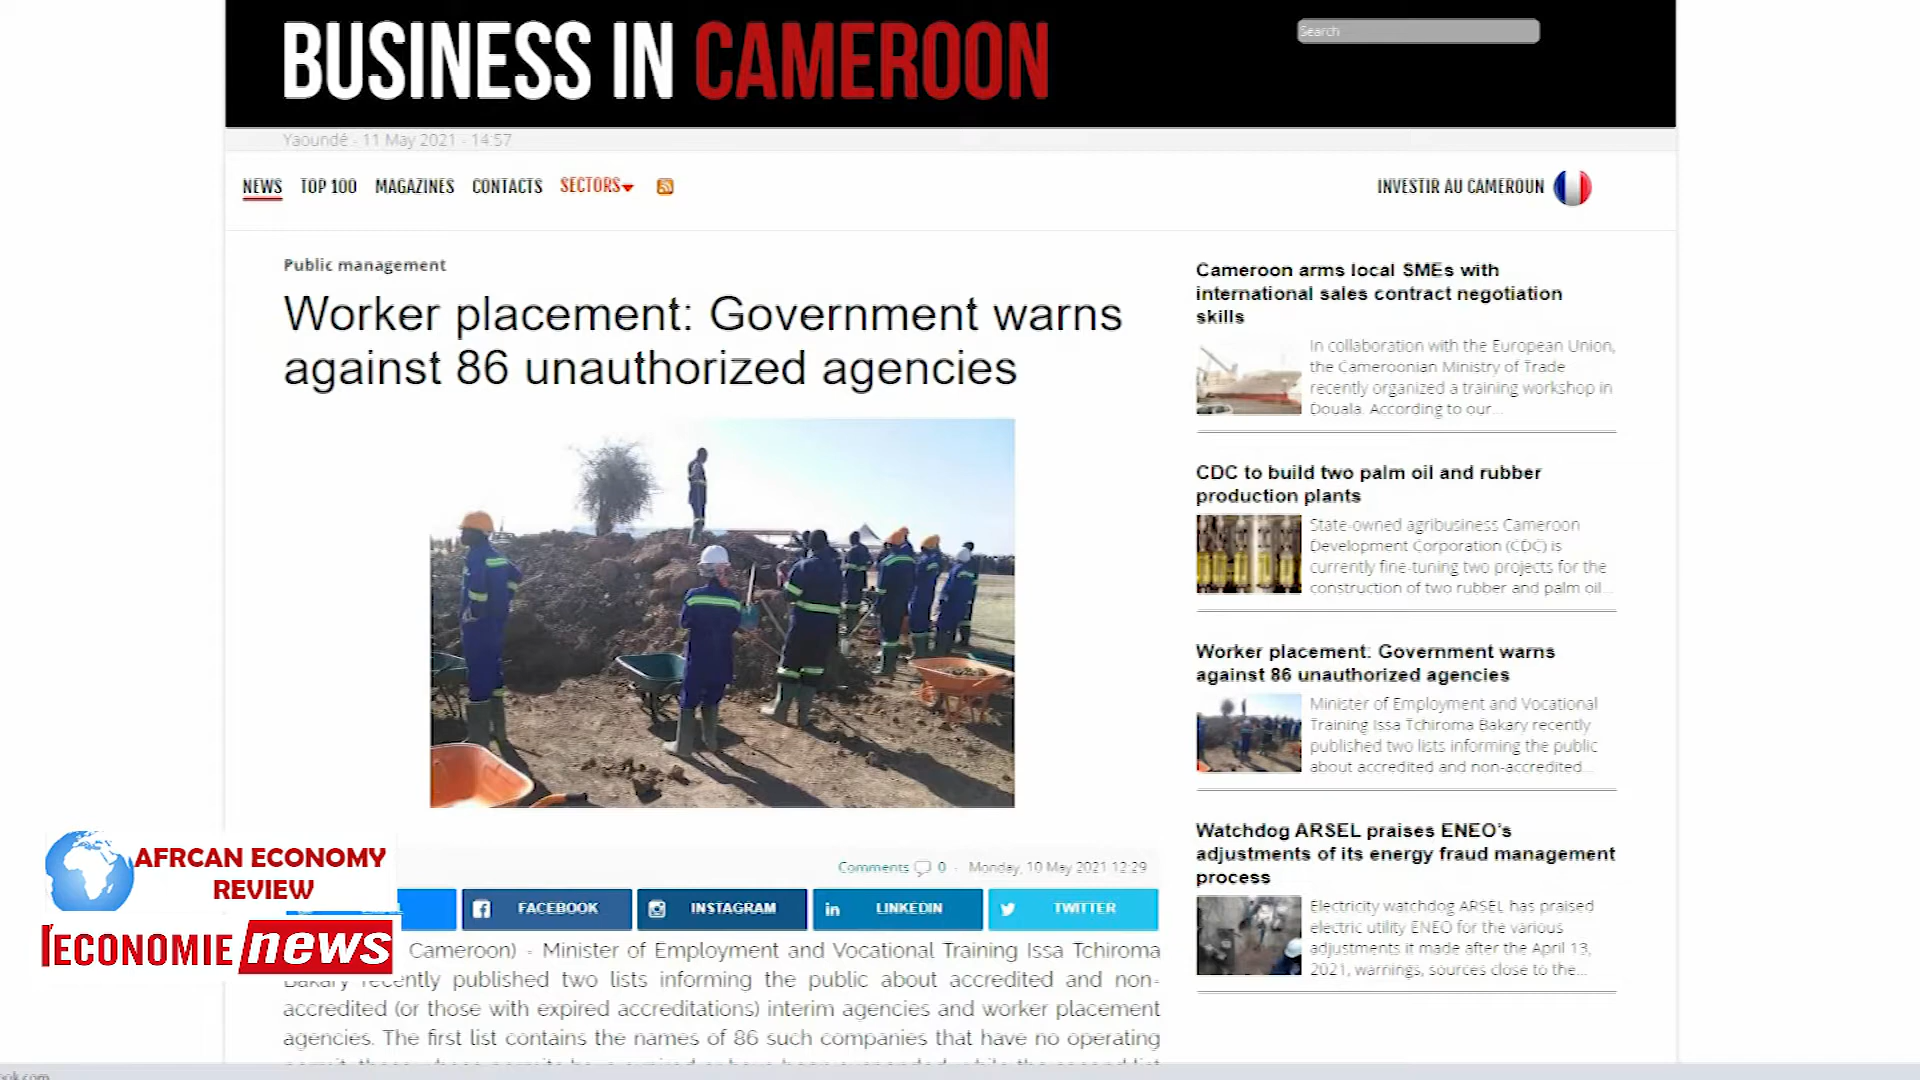 BUSINESS IN CAMEROON
Search
Yaoundé - 11 May 2021 - 14:57
NEWS TOP 100 MAGAZINES CONTACTS SECTORS
INVESTIR AU CAMEROUN
Public management
Worker placement: Government warns
against 86 unauthorized agencies
Comments 0 - Monday, 10 May 2021 12:29
FACEBOOK INSTAGRAM LINKEDIN TWITTER
Cameroon) - Minister of Employment and Vocational Training Issa Tchiroma
Bakary recently published two lists informing the public about accredited and non-
accredited (or those with expired accreditations) interim agencies and worker placement
agencies. The first list contains the names of 86 such companies that have no operating
Cameroon arms local SMEs with
international sales contract negotiation
skills
In collaboration with the European Union,
the Cameroonian Ministry of Trade
recently organized a training workshop in
Douala. According to our...
CDC to build two palm oil and rubber
production plants
State-owned agribusiness Cameroon
Development Corporation (CDC) is
currently fine-tuning two projects for the
construction of two rubber and palm oil...
Worker placement: Government warns
against 86 unauthorized agencies
Minister of Employment and Vocational
Training Issa Tchiroma Bakary recently
published two lists informing the public
about accredited and non-accredited...
Watchdog ARSEL praises ENEO's
adjustments of its energy fraud management
process
Electricity watchdog ARSEL has praised
electric utility ENEO for the various
adjustments it made after the April 13,
2021, warnings, sources close to the...
AFRCAN ECONOMY
REVIEW
l'ECONOMIE news